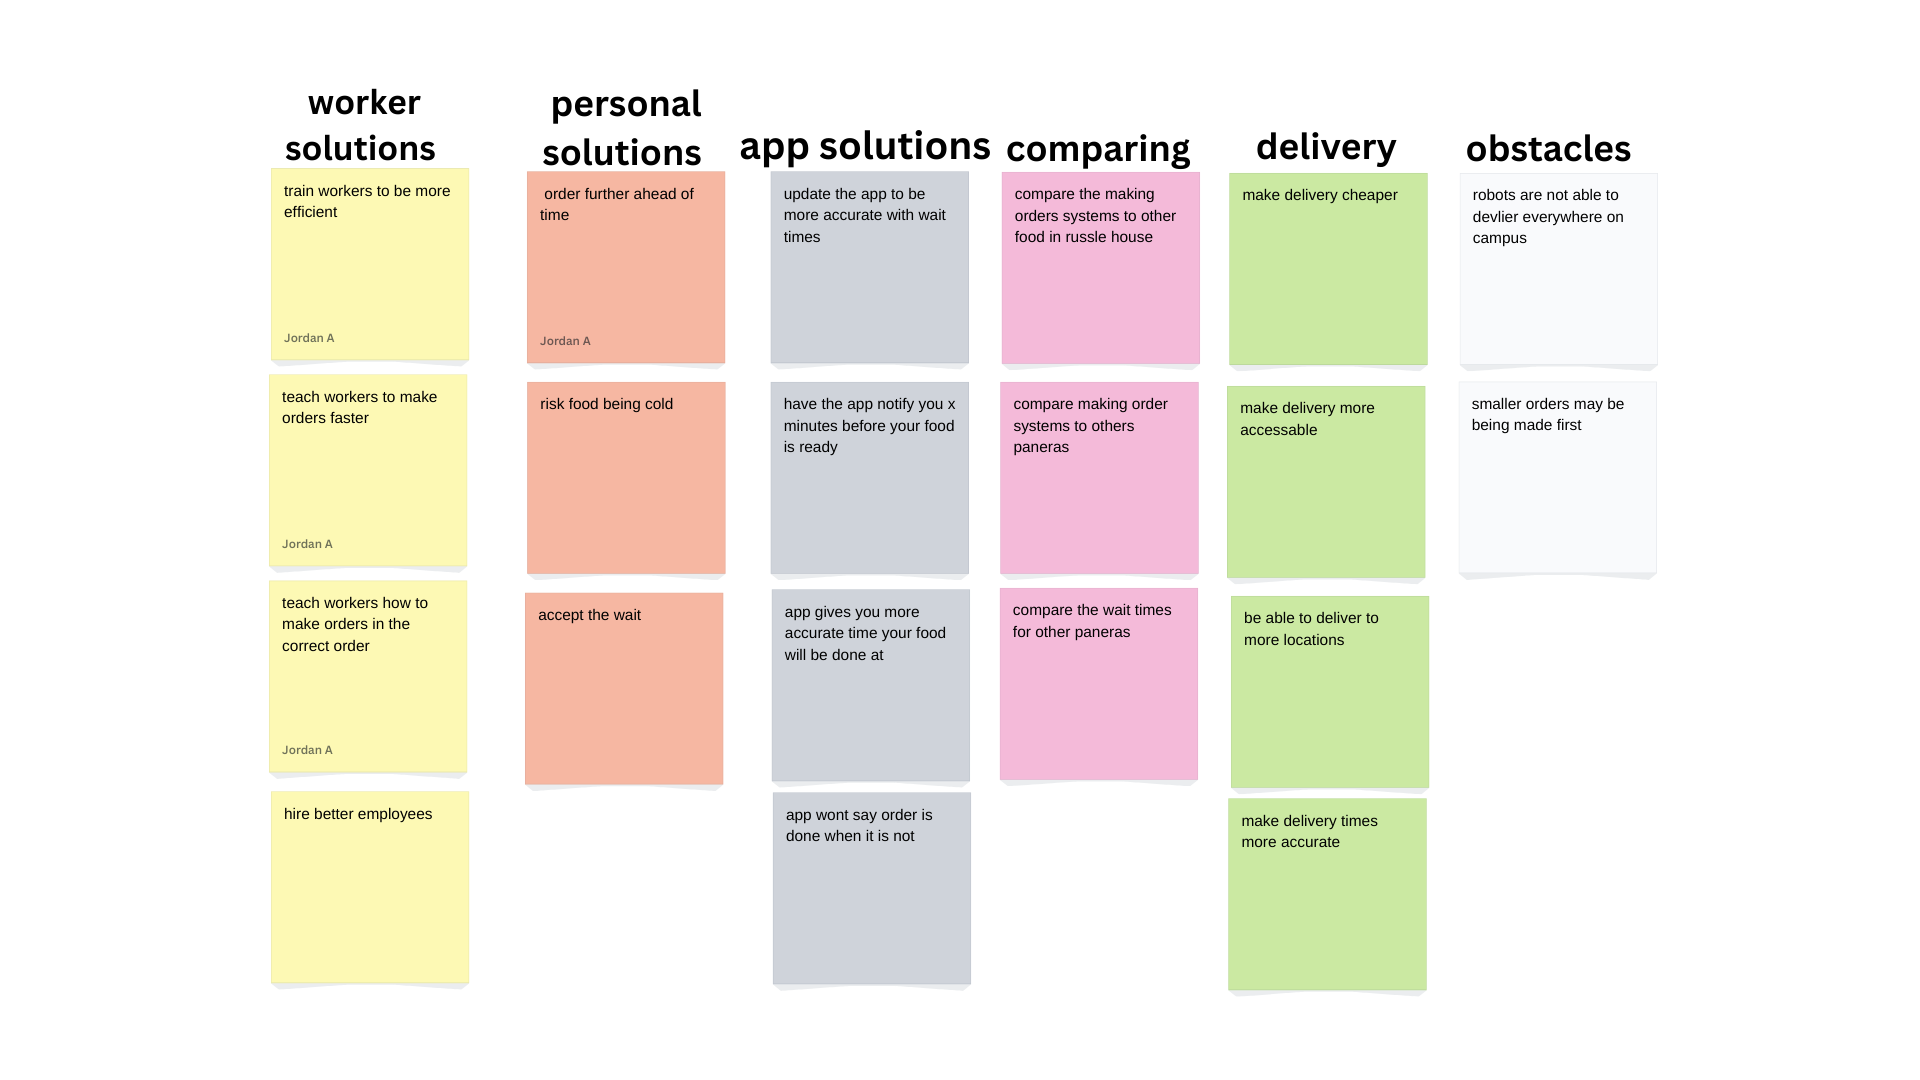 worker
solutions
train workers to be more
efficient
Jordan A
teach workers to make
orders faster
Jordan A
teach workers how to
make orders in the
correct order
Jordan A
hire better employees
personal
solutions
order further ahead of
time
Jordan A
risk food being cold
accept the wait
app solutions
update the app to be
more accurate with wait
times
have the app notify you x
minutes before your food
is ready
app gives you more
accurate time your food
will be done at
app wont say order is
done when it is not
comparing
compare the making
orders systems to other
food in russle house
compare making order
systems to others
paneras
compare the wait times
for other paneras
delivery
make delivery cheaper
make delivery more
accessable
be able to deliver to
more locations
make delivery times
more accurate
obstacles
robots are not able to
devlier everywhere on
campus
smaller orders may be
being made first